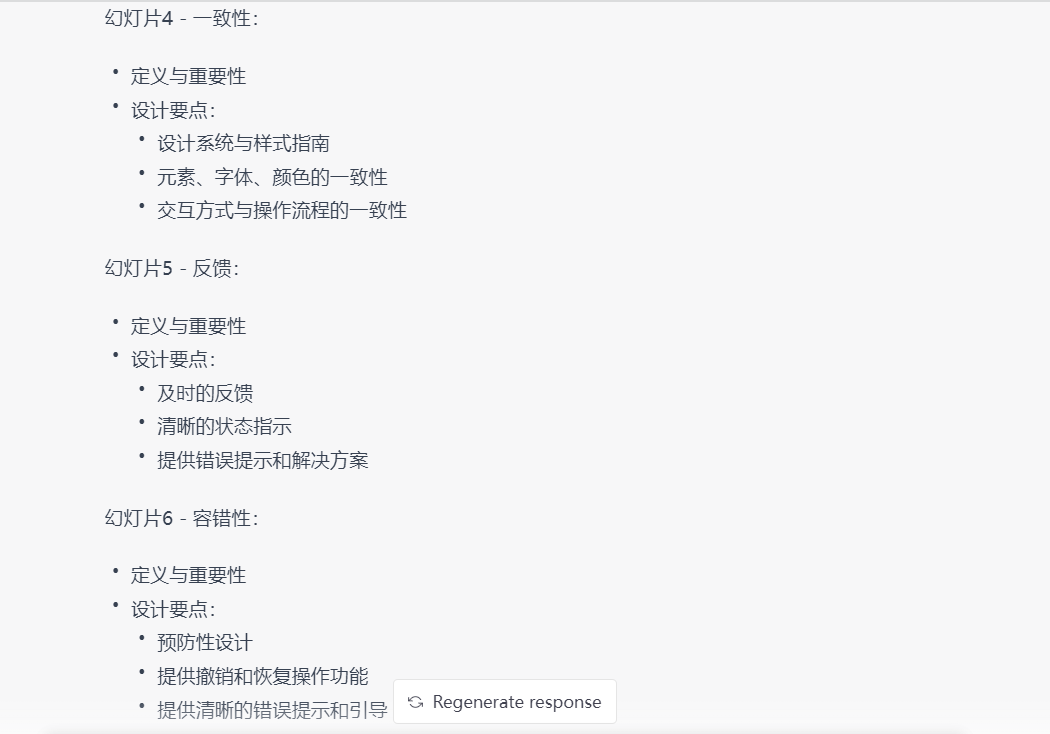 幻灯片4 - 一致性：
• 定义与重要性
• 设计要点：
• 设计系统与样式指南
• 元素、字体、颜色的一致性
• 交互方式与操作流程的一致性
幻灯片5 - 反馈：
• 定义与重要性
• 设计要点：
• 及时的反馈
• 清晰的状态指示
• 提供错误提示和解决方案
幻灯片6 - 容错性：
• 定义与重要性
• 设计要点：
• 预防性设计
• 提供撤销和恢复操作功能
• 提供清晰的错误提示和引导
Regenerate response